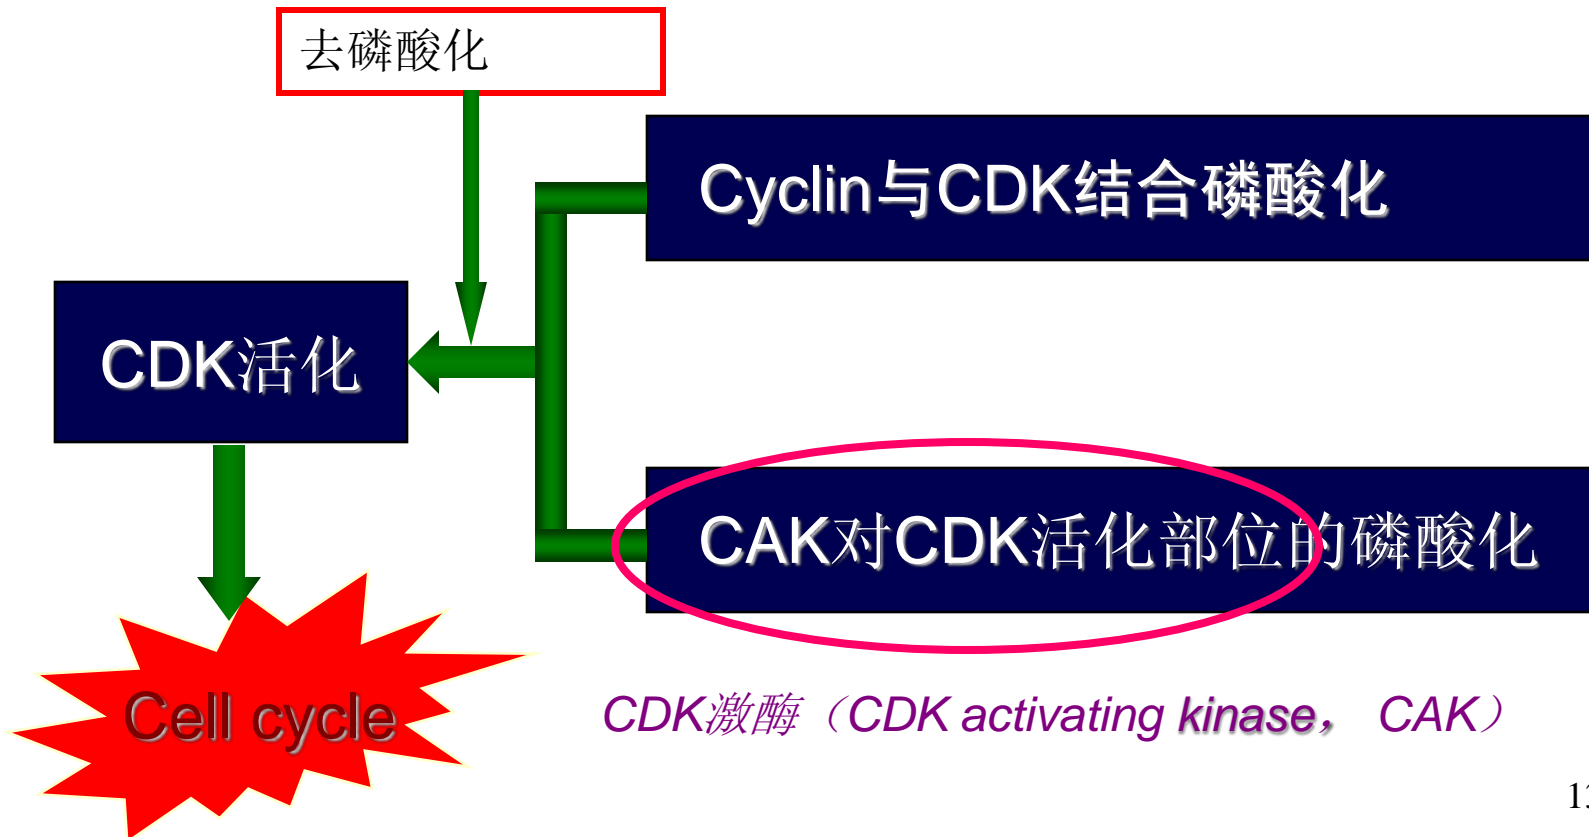 去磷酸化
Cyclin与CDK结合磷酸化
CDK活化
CAK对CDK活化部位的磷酸化
Cell cycle
CDK激酶（CDK activating kinase， CAK）